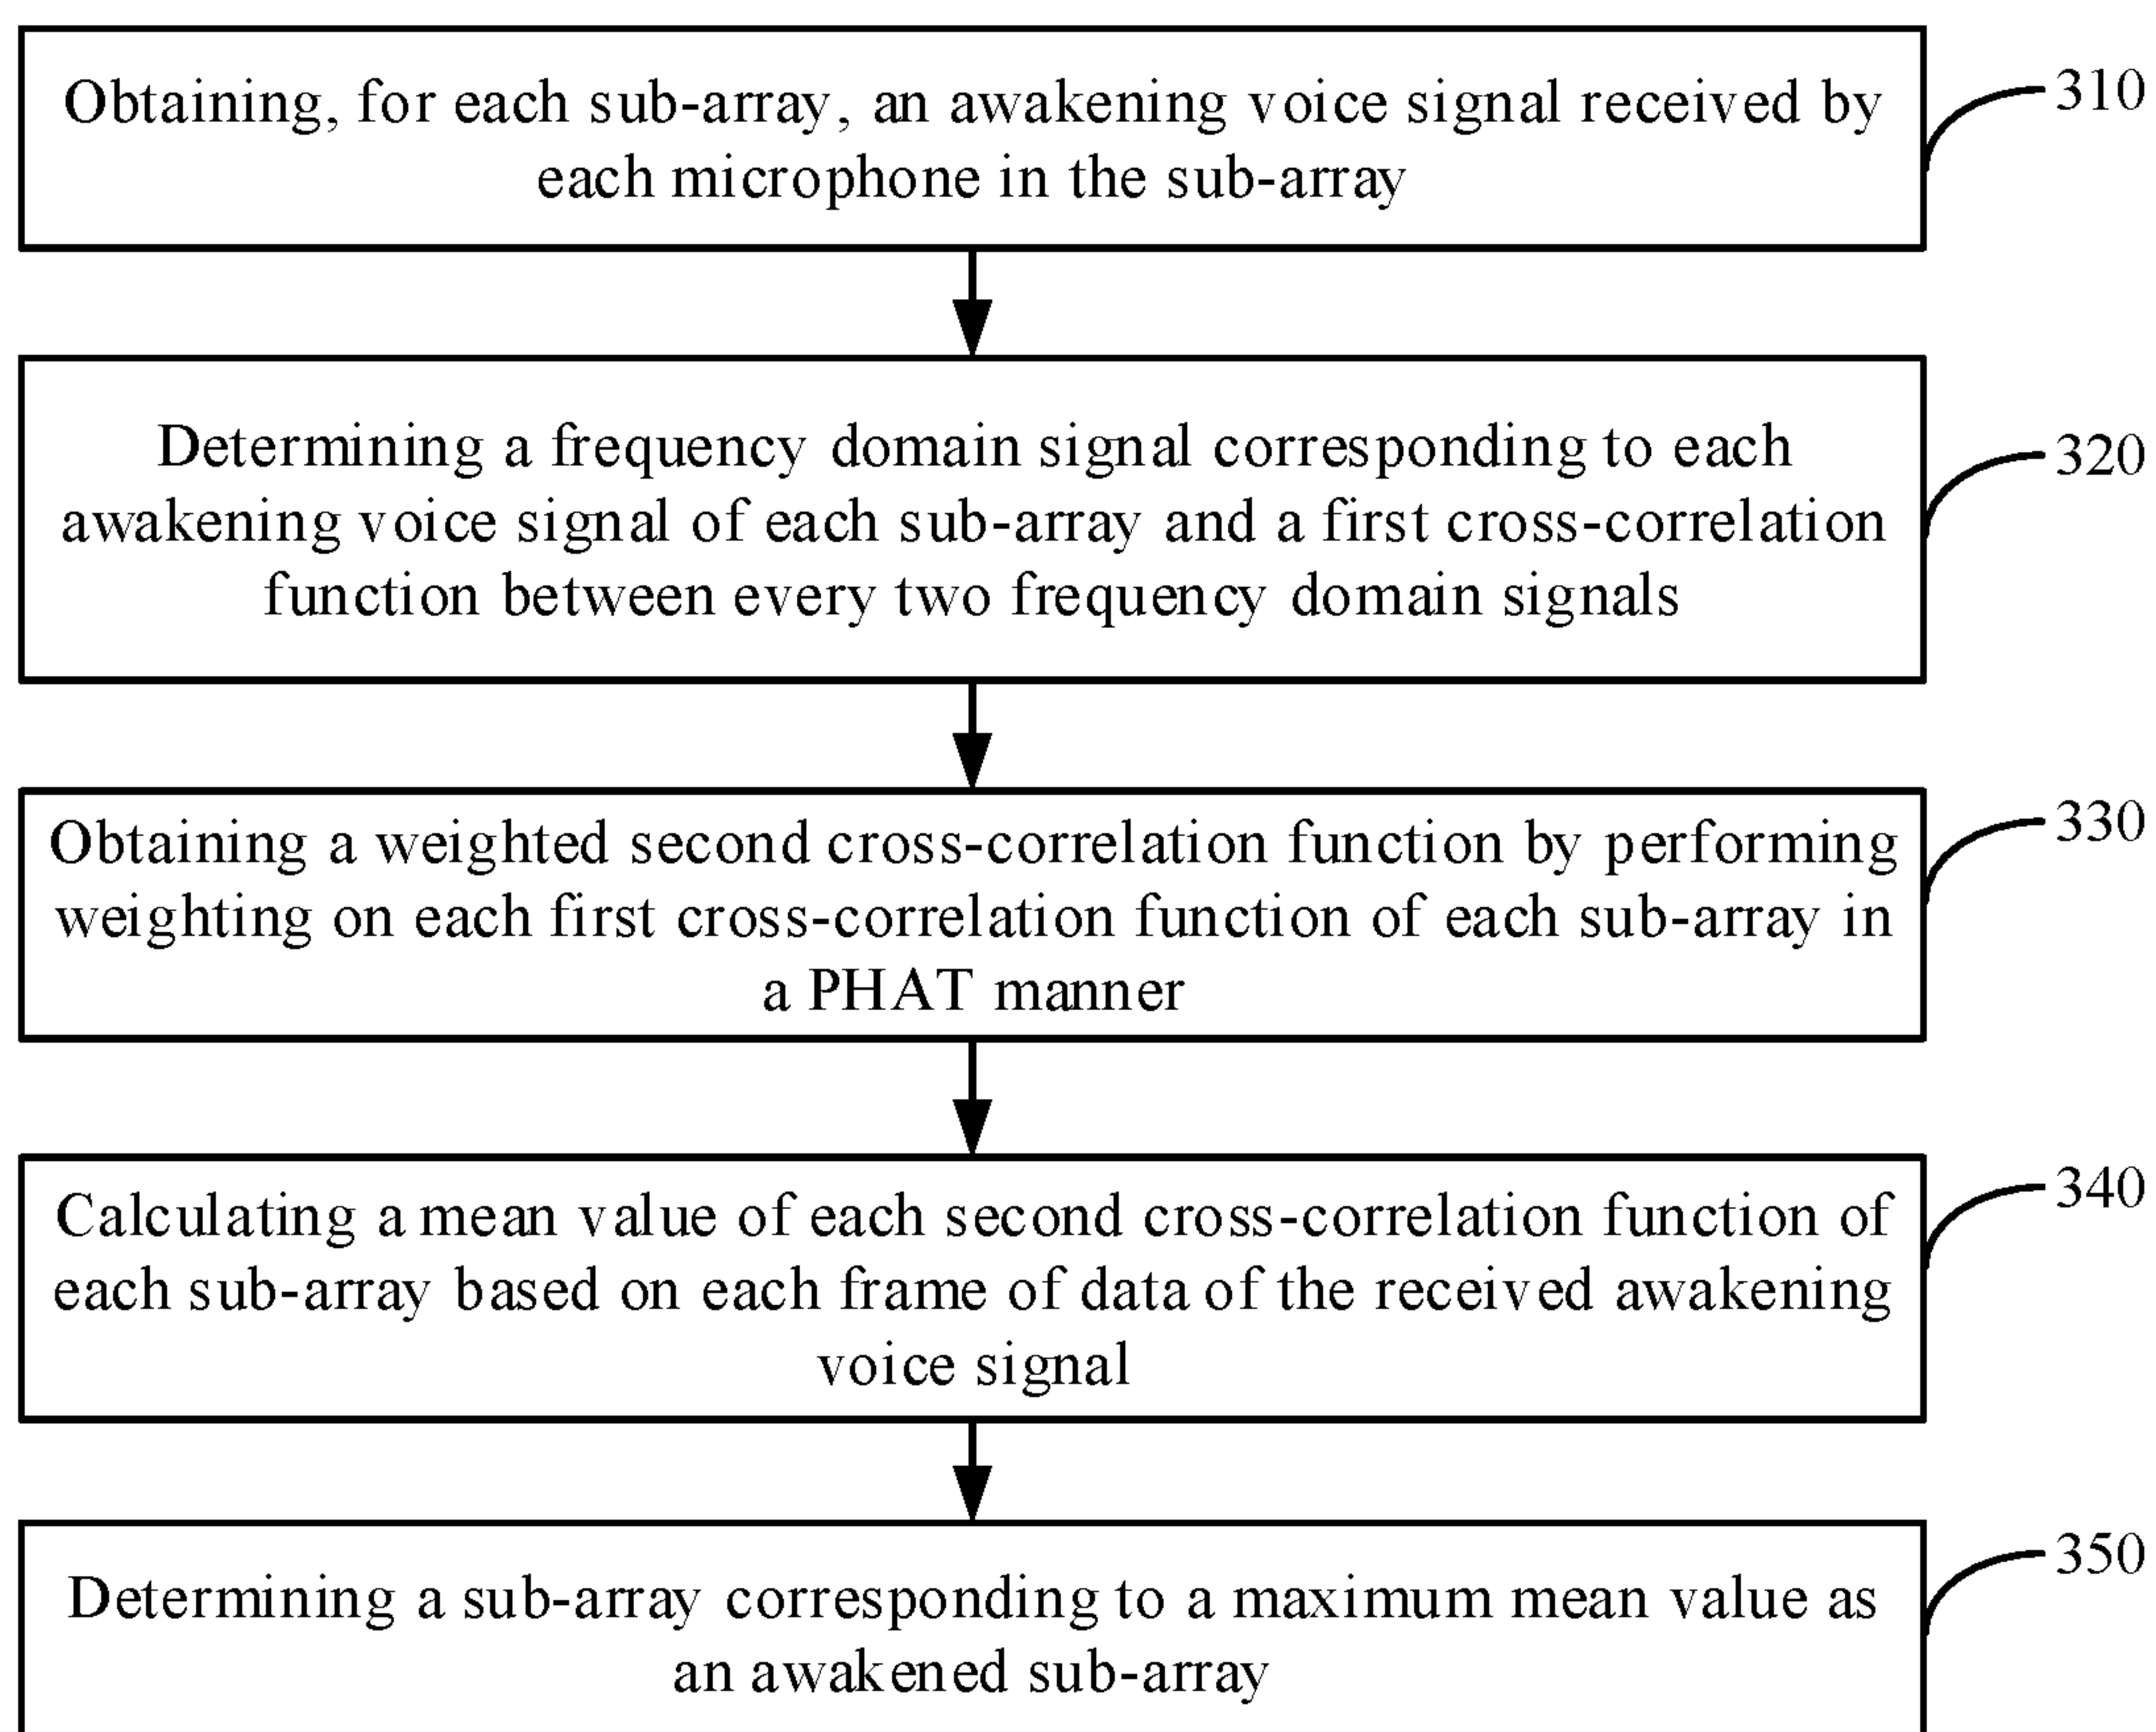 Obtaining, for each sub-array, an awakening voice signal received by
each microphone in the sub-array
310
Determining a frequency domain signal corresponding to each
awakening voice signal of each sub-array and a first cross-correlation
function between every two frequency domain signals
320
Obtaining a weighted second cross-correlation function by performing
weighting on each first cross-correlation function of each sub-array in
a PHAT manner
330
Calculating a mean value of each second cross-correlation function of
each sub-array based on each frame of data of the received awakening
voice signal
340
Determining a sub-array corresponding to a maximum mean value as
an awakened sub-array
350